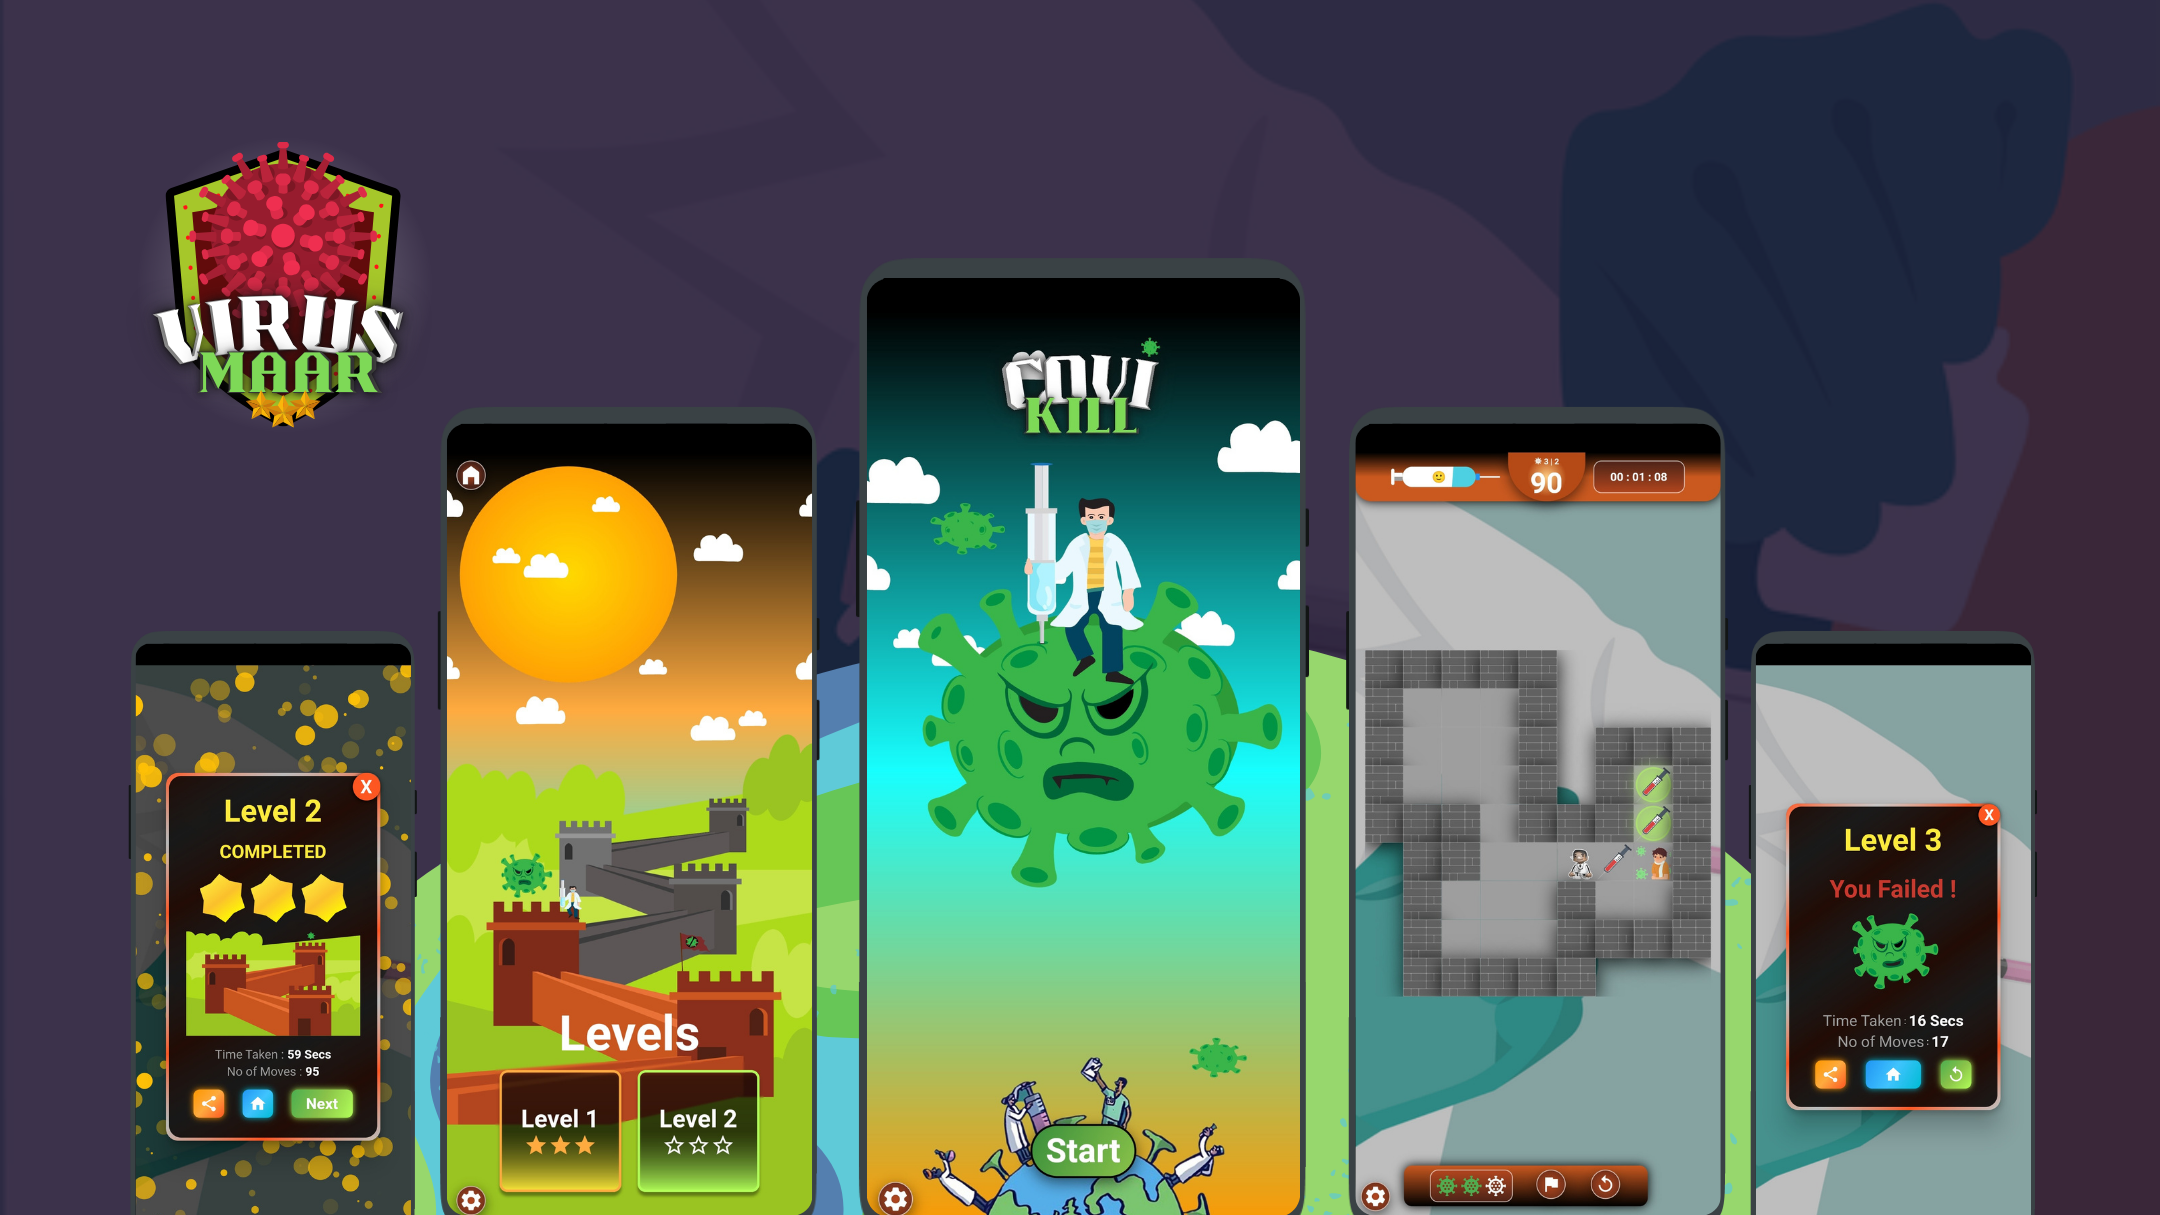 VIRUS
MAAR
X
Level 2
COMPLETED
Time Taken : 59 Secs
No of Moves : 95
Next
Levels
Level 1
Level 2
COVI
KILL
Start
3|2
90
00 : 01 : 08
X
Level 3
You Failed !
Time Taken : 16 Secs
No of Moves : 17